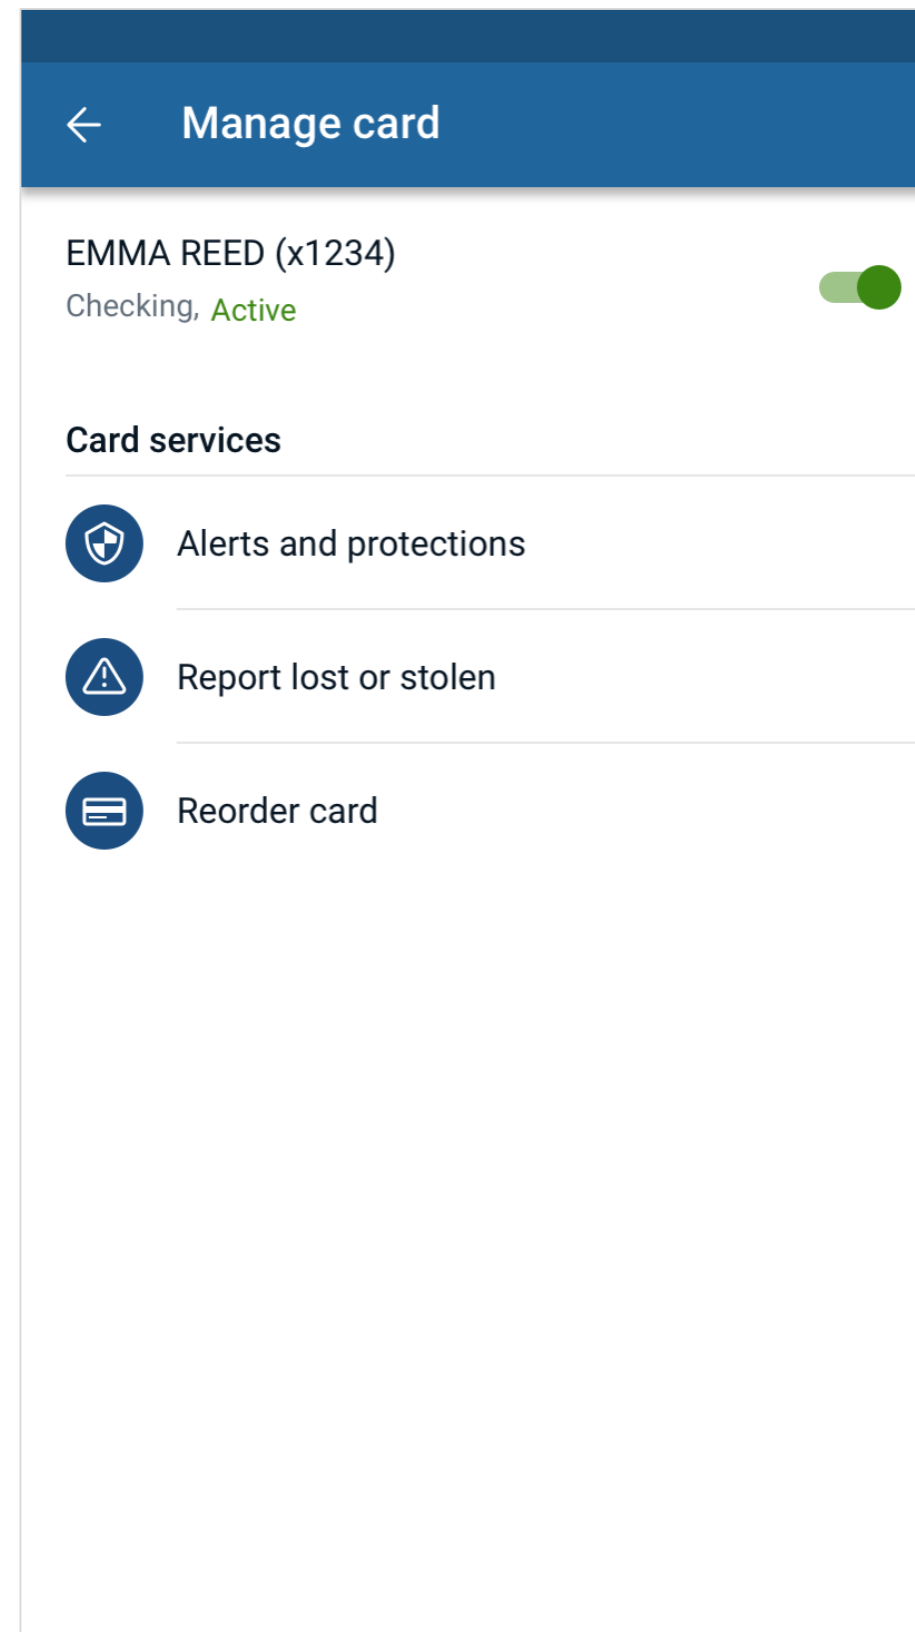 Manage card
EMMA REED (x1234)
Checking, Active
Card services
Alerts and protections
Report lost or stolen
Reorder card